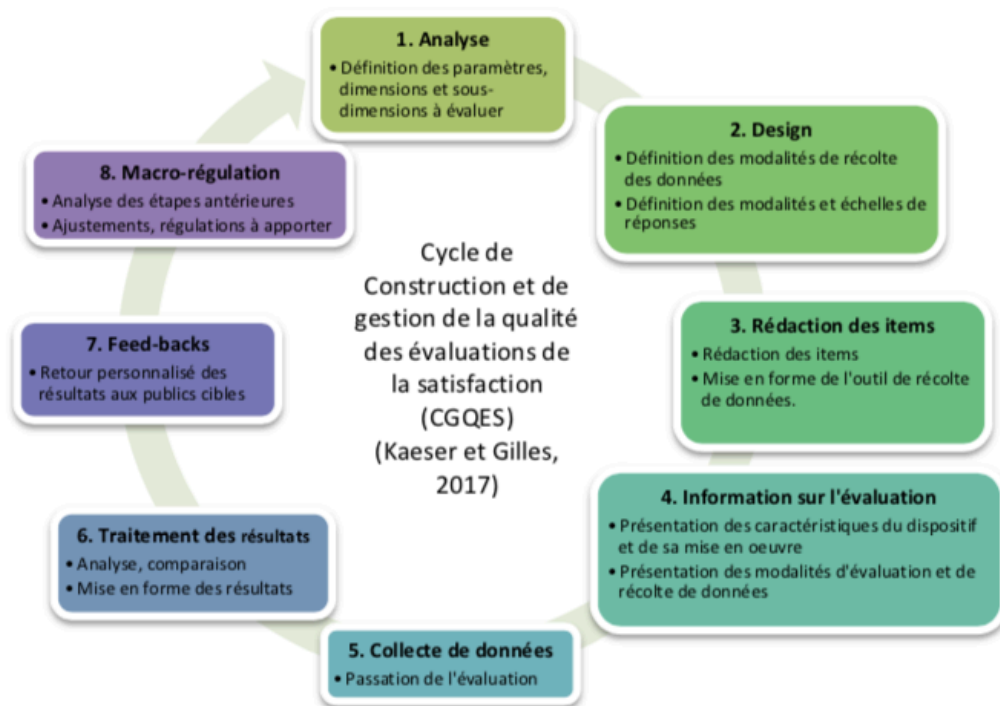 1. Analyse
• Définition des paramètres,
dimensions et sous-
dimensions à évaluer
2. Design
• Définition des modalités de récolte
des données
• Définition des modalités et échelles de
réponses
3. Rédaction des items
• Rédaction des items
• Mise en forme de l'outil de récolte
de données.
4. Information sur l'évaluation
• Présentation des caractéristiques du dispositif
et de sa mise en oeuvre
• Présentation des modalités d'évaluation et de
récolte de données
5. Collecte de données
• Passation de l'évaluation
6. Traitement des résultats
• Analyse, comparaison
• Mise en forme des résultats
7. Feed-backs
• Retour personnalisé des
résultats aux publics cibles
8. Macro-régulation
• Analyse des étapes antérieures
• Ajustements, régulations à apporter
Cycle de
Construction et de
gestion de la qualité
des évaluations de
la satisfaction
(CGQES)
(Kaeser et Gilles,
2017)